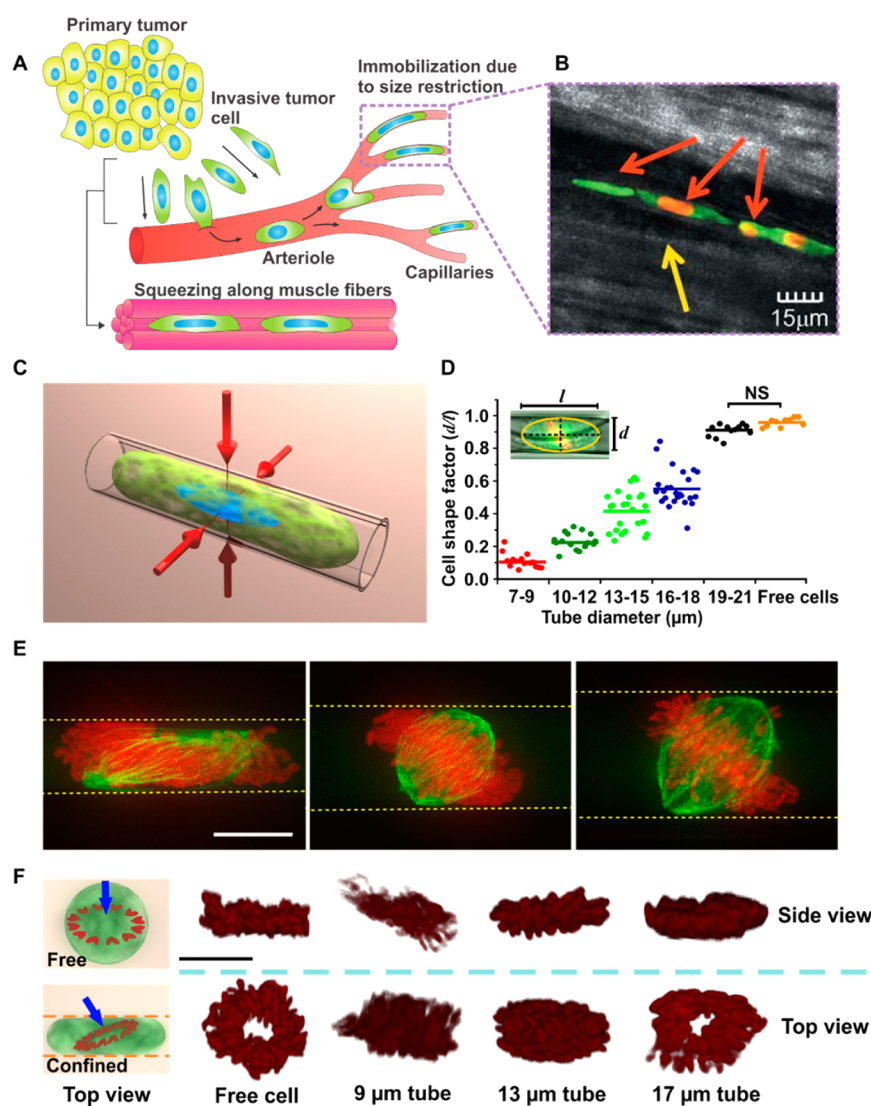 Primary tumor
A
B
Invasive tumor
cell
Immobilization due
to size restriction
Arteriole
Capillaries
Squeezing along muscle fibers
15μm
C
D
Cell shape factor (d/l)
1.0
0.8
0.6
0.4
0.2
0.0
l
d
NS
7-9
10-12
13-15
16-18
19-21
Free cells
Tube diameter (μm)
E
F
Free
Side view
Confined
Top view
Top view
Free cell
9 μm tube
13 μm tube
17 μm tube